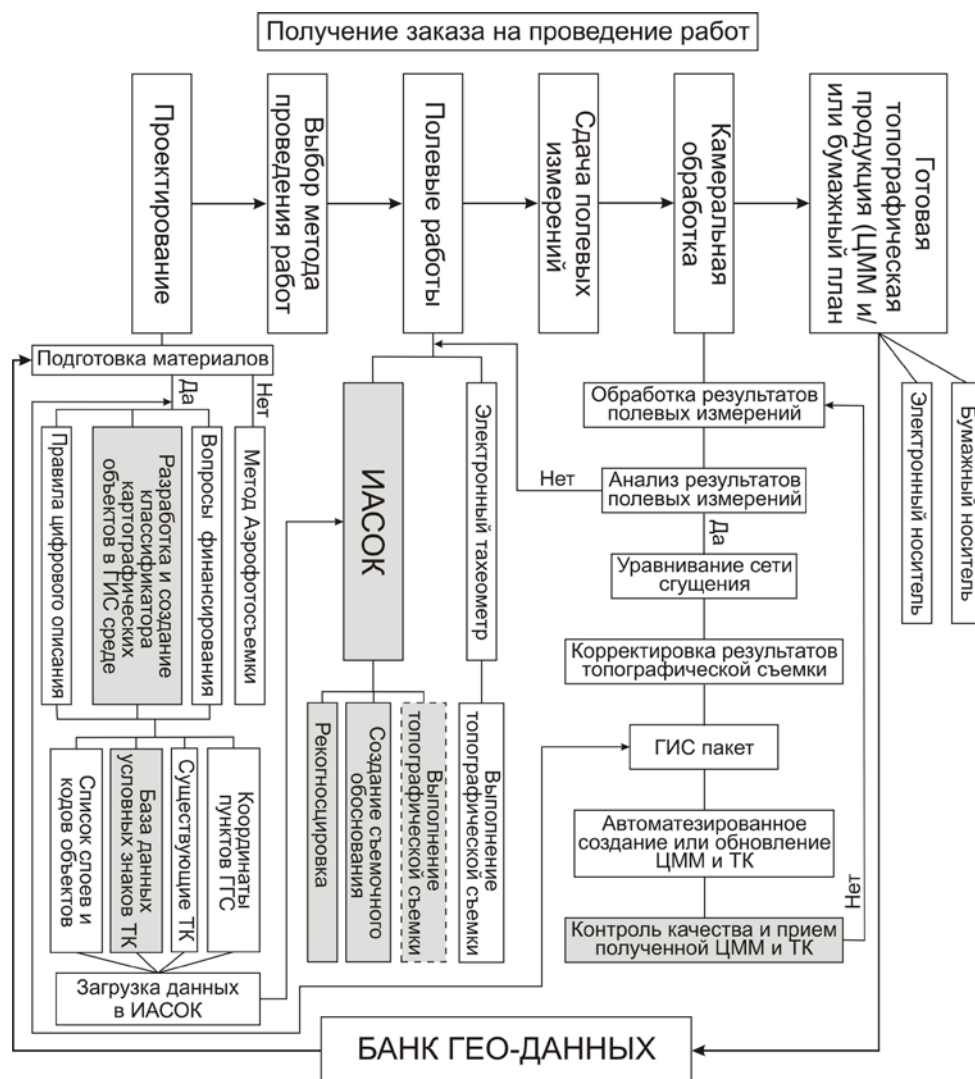 Получение заказа на проведение работ
Проектирование
Выбор метода
проведения работ
Полевые работы
Сдача полевых
измерений
Камеральная
обработка
Готовая
топографическая
продукция (ЦММ и/
или бумажный план
Подготовка материалов
Да
Нет
Правила цифрового описания
Разработка и создание
классификатора
картографических
объектов в ГИС среде
Вопросы финансирования
Метод Аэрофотосъемки
Список слоев и
кодов объектов
База данных
условных знаков ТК
Существующие ТК
Координаты
пунктов ГГС
Загрузка данных
в ИАСОК
ИАСОК
Электронный тахеометр
Рекогносцировка
Создание съемочного
обоснования
Выполнение
топографической съемки
Выполнение
топографической съемки
Обработка результатов
полевых измерений
Нет
Анализ результатов
полевых измерений
Да
Уравнивание сети
сгущения
Корректировка результатов
топографической съемки
ГИС пакет
Автоматезированное
создание или обновление
ЦММ и ТК
Нет
Контроль качества и прием
полученной ЦММ и ТК
Электронный носитель
Бумажный носитель
БАНК ГЕО-ДАННЫХ